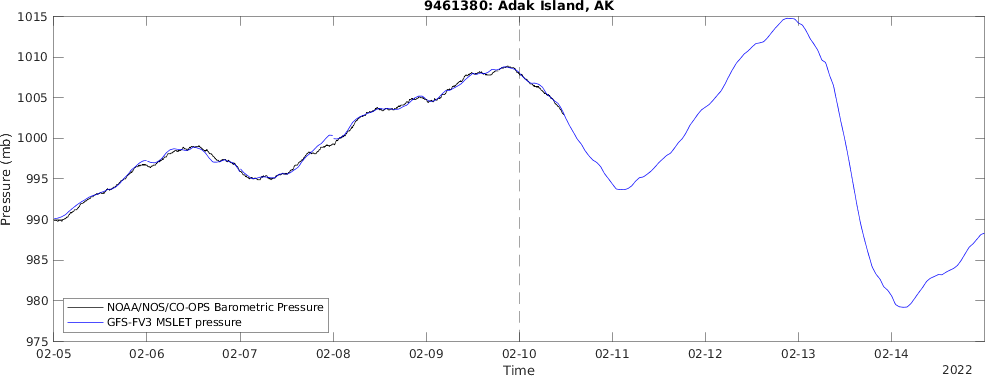 9461380: Adak Island, AK
Pressure (mb)
1015
1010
1005
1000
995
990
985
980
975
NOAA/NOS/CO-OPS Barometric Pressure
GFS-FV3 MSLET pressure
02-05 02-06 02-07 02-08 02-09 02-10 02-11 02-12 02-13 02-14
Time
2022